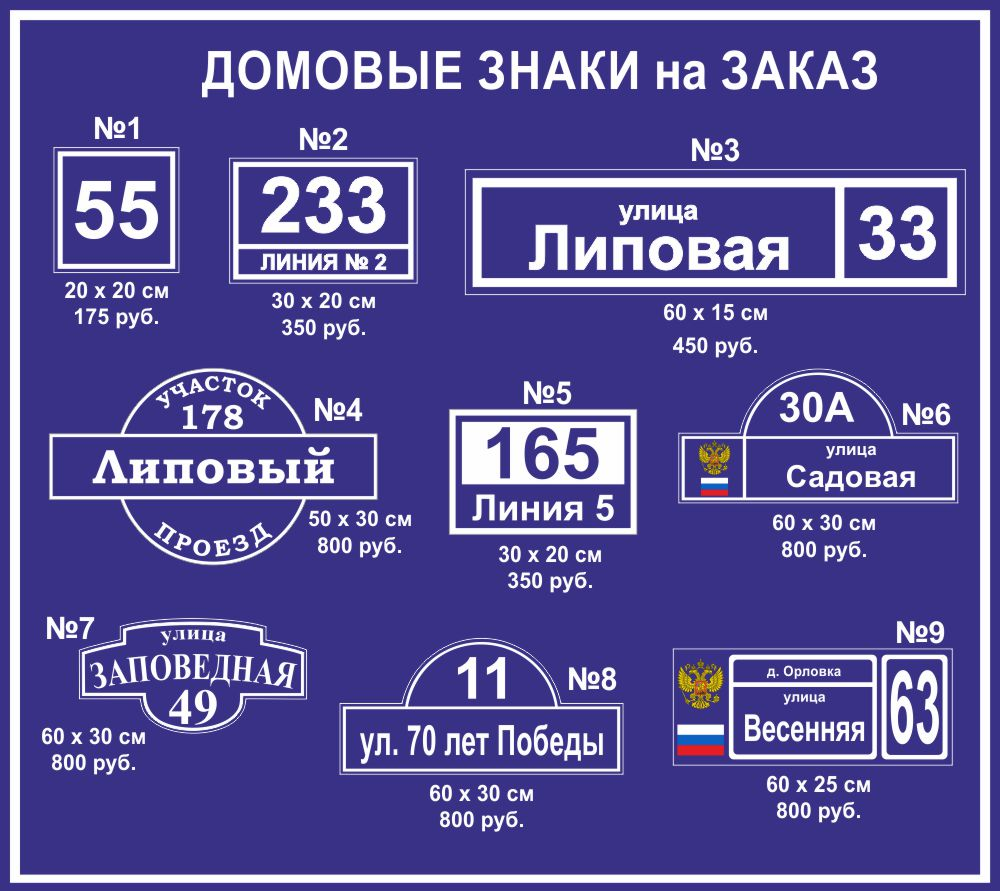 ДОМОВЫЕ ЗНАКИ на ЗАКАЗ
№1
55
20 x 20 см
175 руб.
№2
233
ЛИНИЯ № 2
30 x 20 см
350 руб.
№3
улица
Липовая
33
60 x 15 см
450 руб.
№4
УЧАСТОК
178
Липовый
ПРОЕЗД
50 x 30 см
800 руб.
№5
165
Линия 5
30 x 20 см
350 руб.
№6
30А
улица
Садовая
60 x 30 см
800 руб.
№7
улица
ЗАПОВЕДНАЯ
49
60 x 30 см
800 руб.
№8
11
ул. 70 лет Победы
60 x 30 см
800 руб.
№9
д. Орловка
улица
Весенняя
63
60 x 25 см
800 руб.